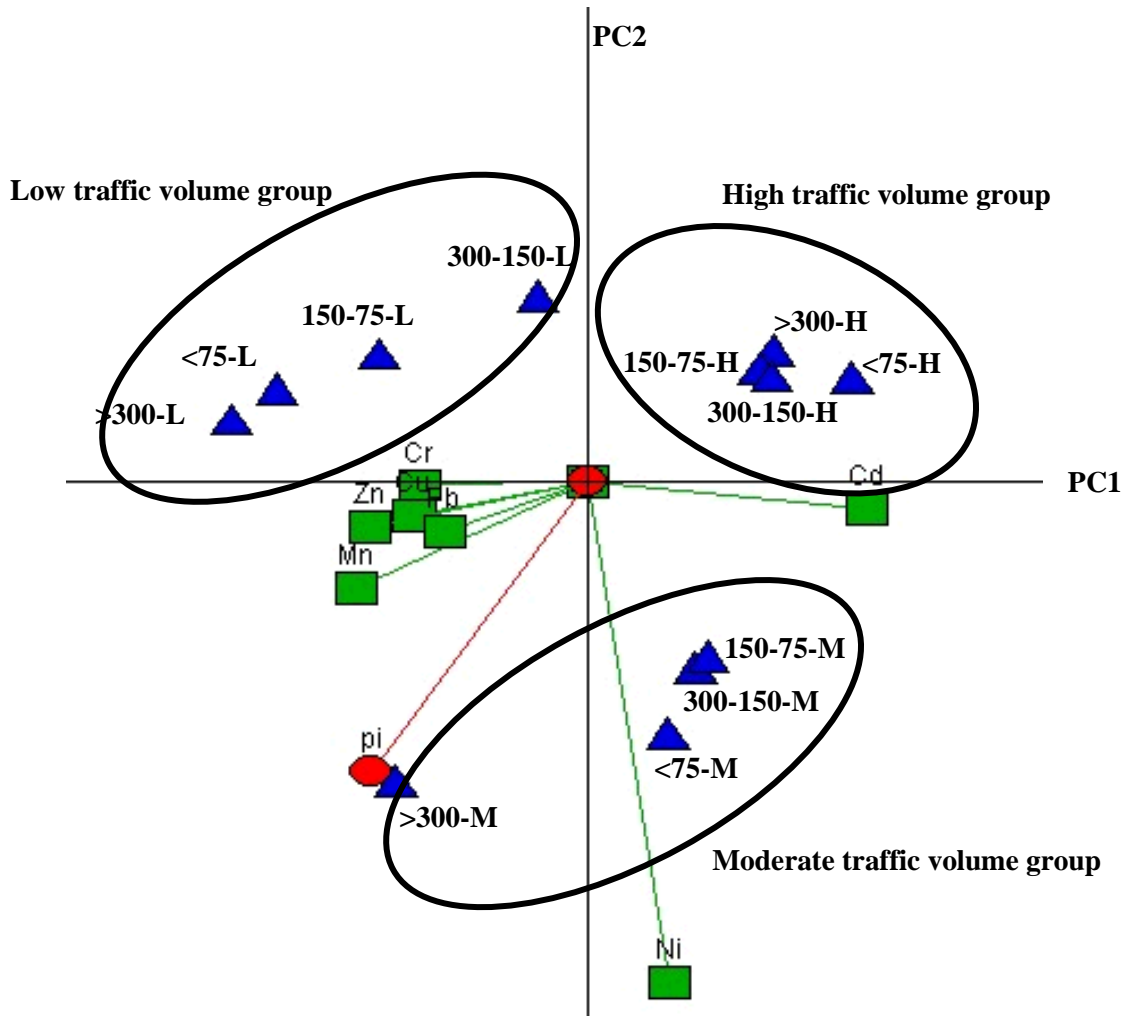 PC2
Low traffic volume group
High traffic volume group
300-150-L
150-75-L
>300-H
<75-L
150-75-H
<75-H
>300-L
300-150-H
Cr
Cd
PC1
Cu
Zn
Pb
Mn
150-75-M
300-150-M
pi
<75-M
>300-M
Moderate traffic volume group
Ni